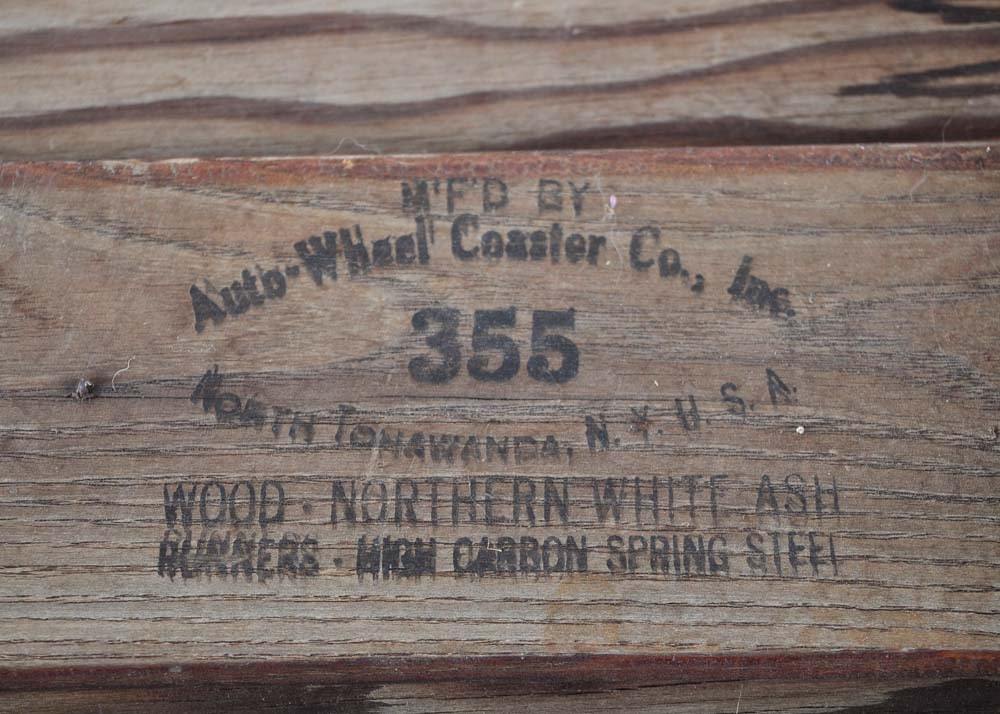 M'F'D BY
Auto-Wheel Coaster Co., Inc.
355
North Tonawanda, N.Y. U.S.A.
WOOD · NORTHERN WHITE ASH
RUNNERS · HIGH CARBON SPRING STEEL